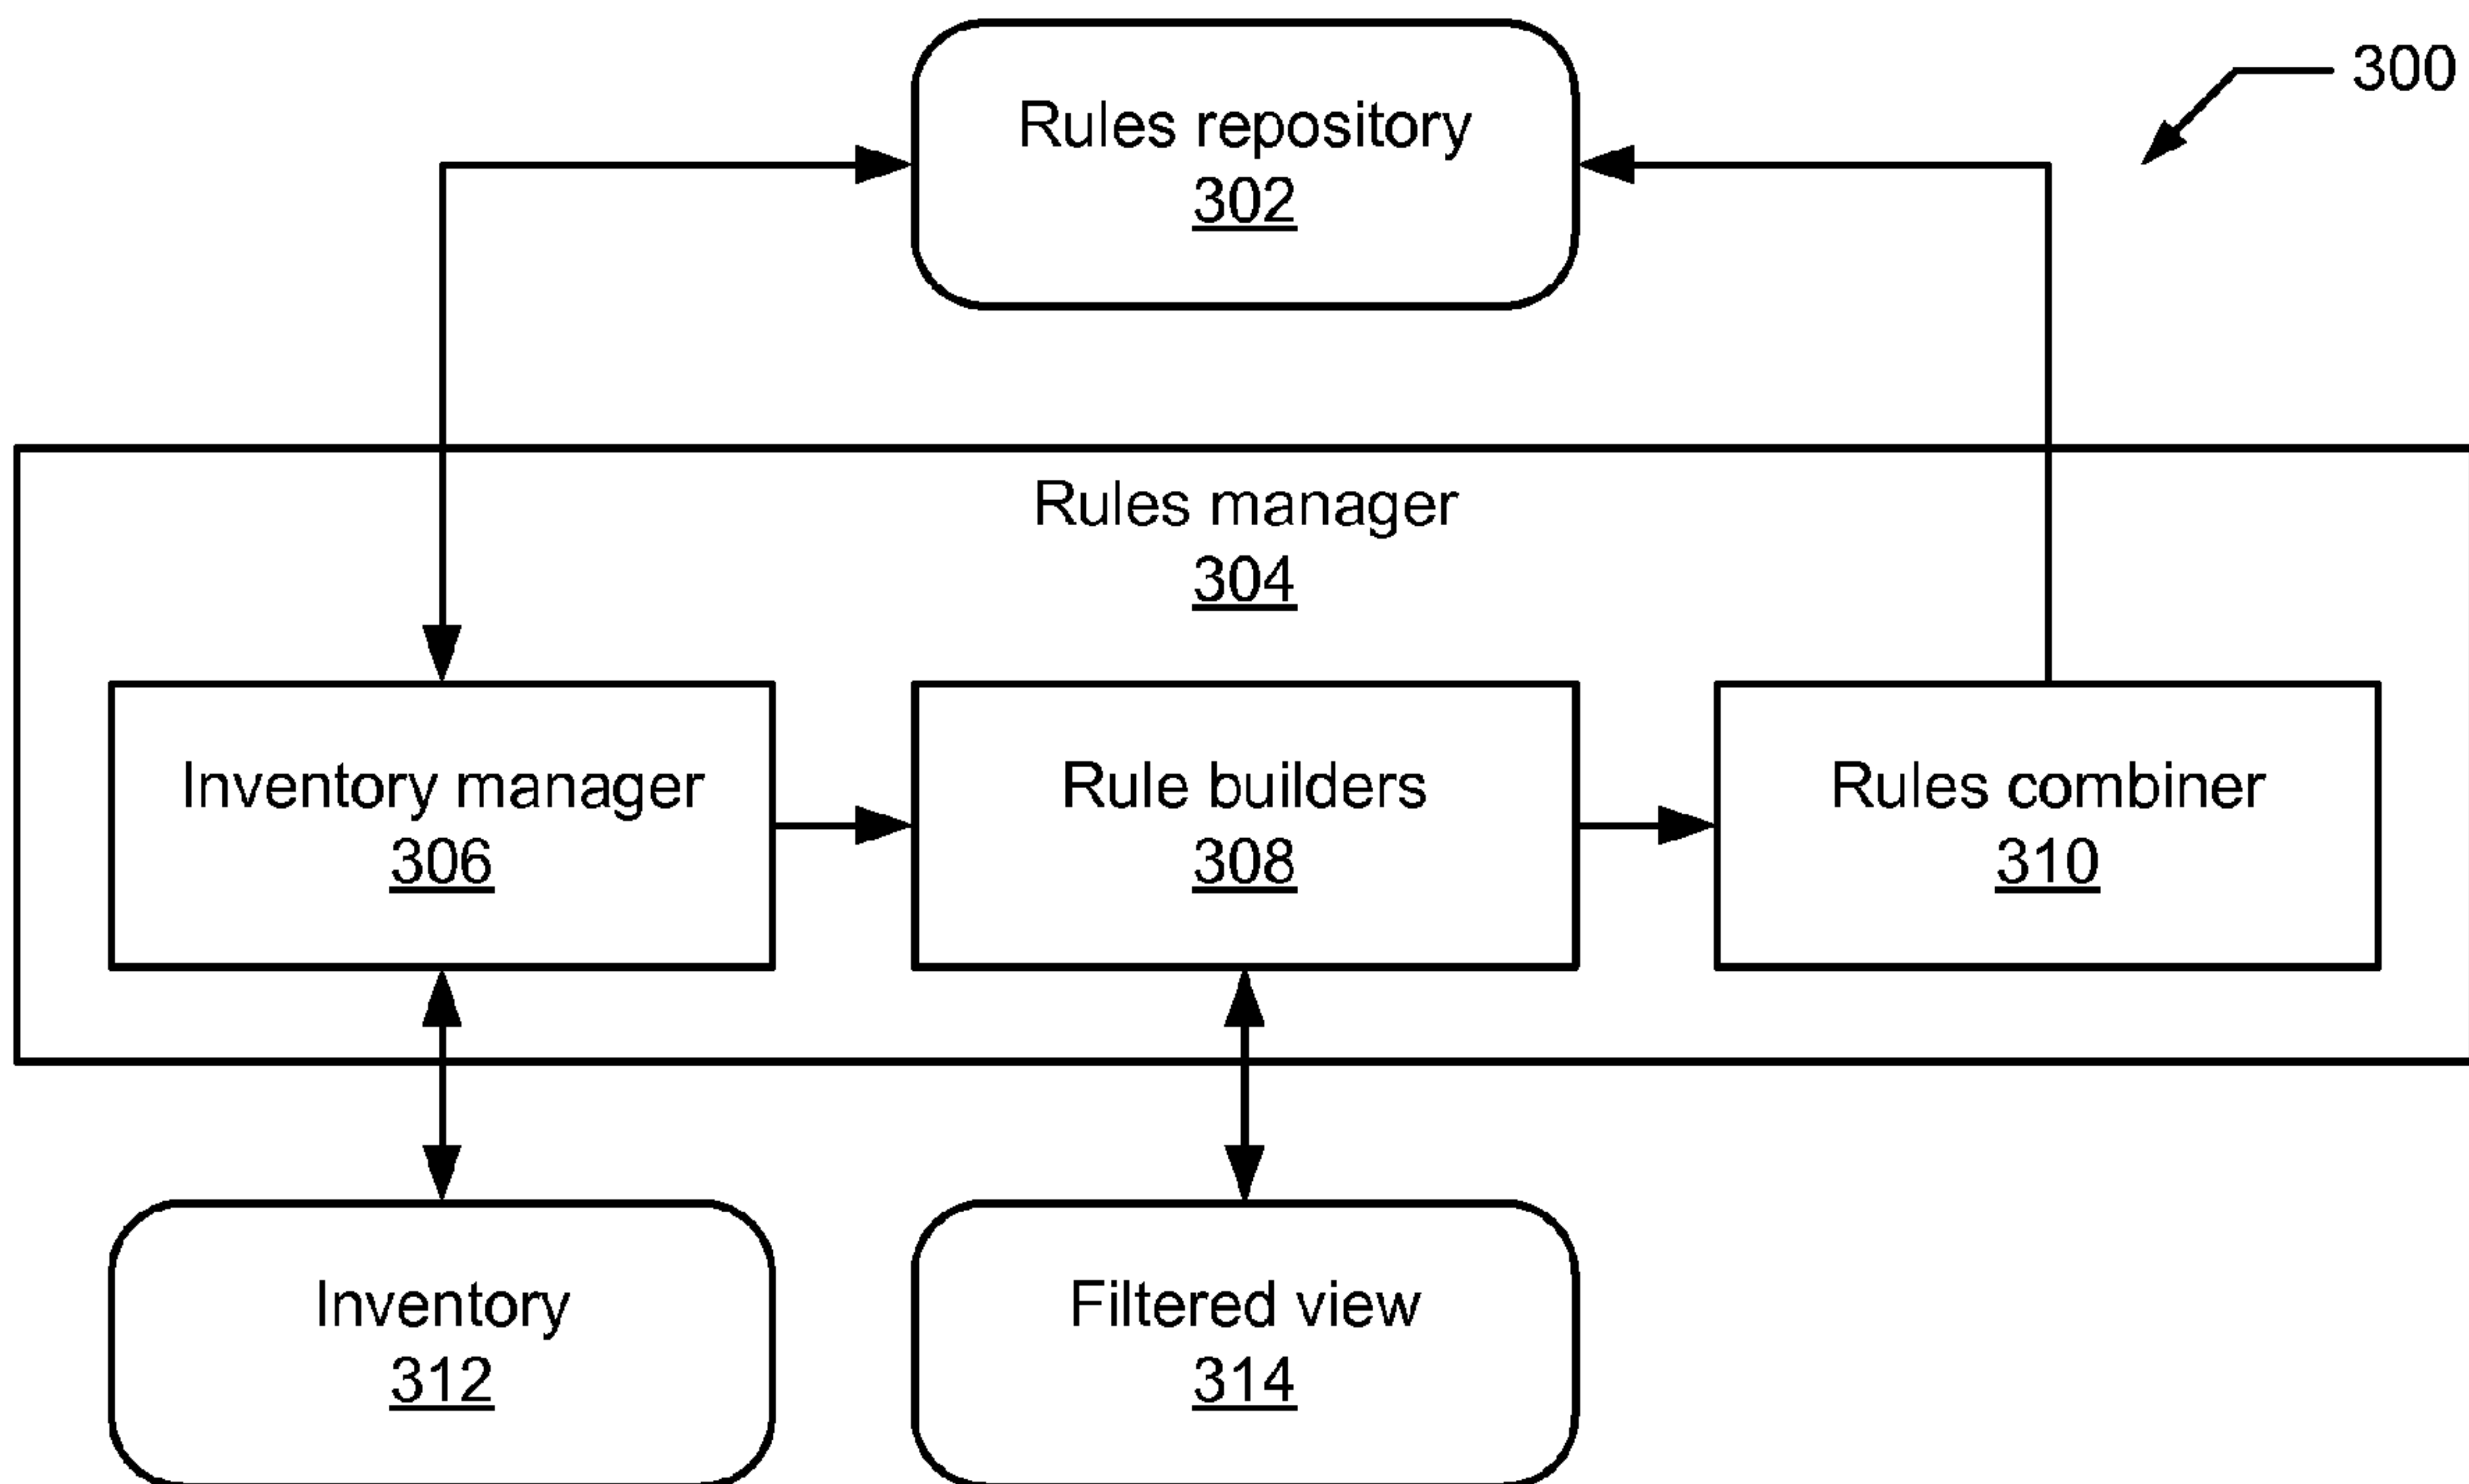 300
Rules repository
302
Rules manager
304
Inventory manager
306
Rule builders
308
Rules combiner
310
Inventory
312
Filtered view
314